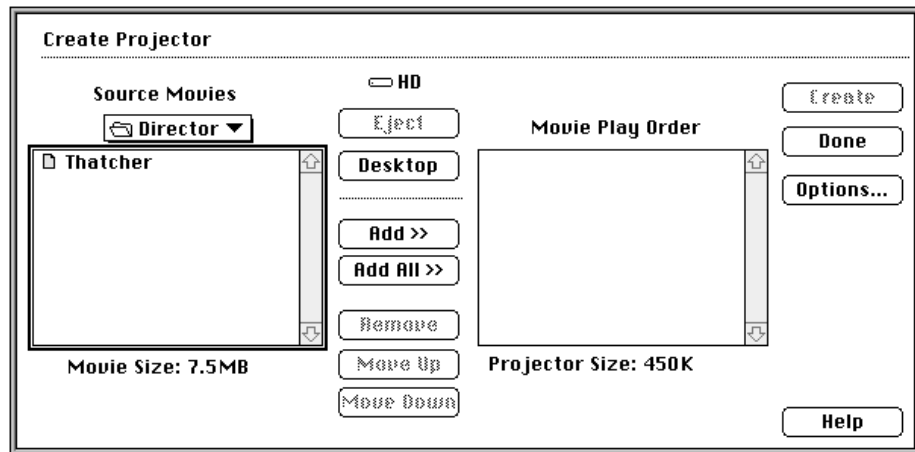 Create Projector
Source Movies
Director
Thatcher
Movie Size: 7.5MB
HD
Eject
Desktop
Add >>
Add All >>
Remove
Move Up
Move Down
Movie Play Order
Projector Size: 450K
Create
Done
Options...
Help